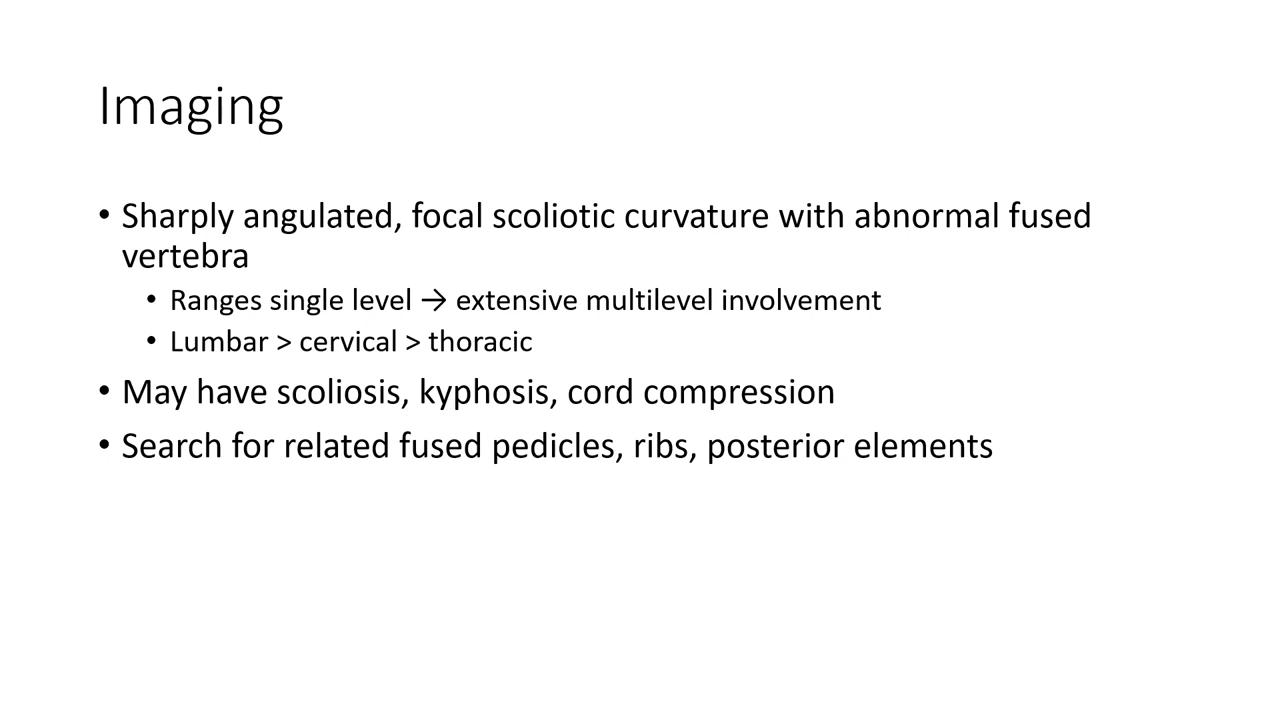 Imaging
• Sharply angulated, focal scoliotic curvature with abnormal fused
vertebra
• Ranges single level → extensive multilevel involvement
• Lumbar > cervical > thoracic
• May have scoliosis, kyphosis, cord compression
• Search for related fused pedicles, ribs, posterior elements